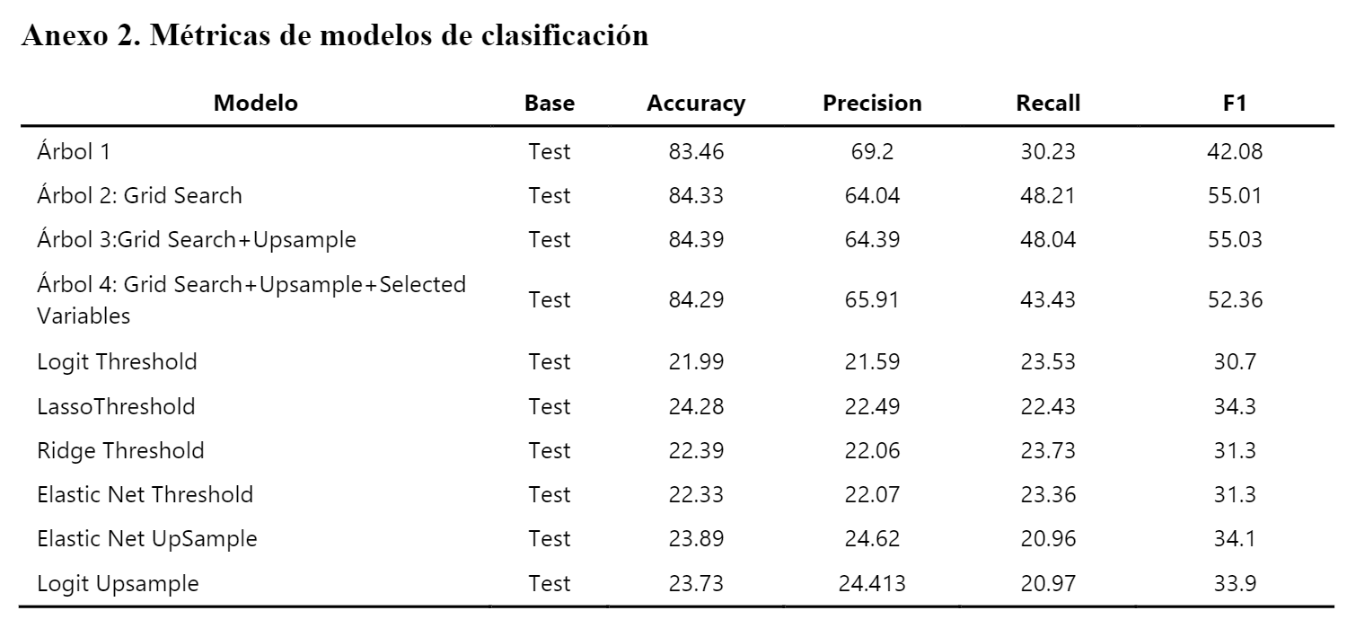 Anexo 2. Métricas de modelos de clasificación
Modelo Base Accuracy Precision Recall F1
Árbol 1 Test 83.46 69.2 30.23 42.08
Árbol 2: Grid Search Test 84.33 64.04 48.21 55.01
Árbol 3:Grid Search+Upsample Test 84.39 64.39 48.04 55.03
Árbol 4: Grid Search+Upsample+Selected
Variables Test 84.29 65.91 43.43 52.36
Logit Threshold Test 21.99 21.59 23.53 30.7
LassoThreshold Test 24.28 22.49 22.43 34.3
Ridge Threshold Test 22.39 22.06 23.73 31.3
Elastic Net Threshold Test 22.33 22.07 23.36 31.3
Elastic Net UpSample Test 23.89 24.62 20.96 34.1
Logit Upsample Test 23.73 24.413 20.97 33.9